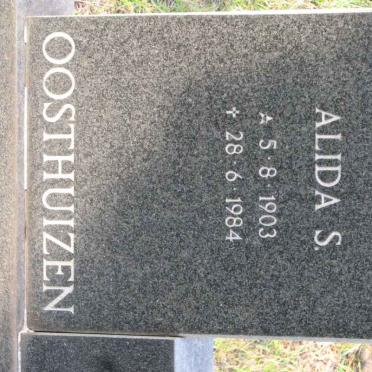 ALIDA S.
☆ 5·8·1903
✝ 28·6·1984
OOSTHUIZEN